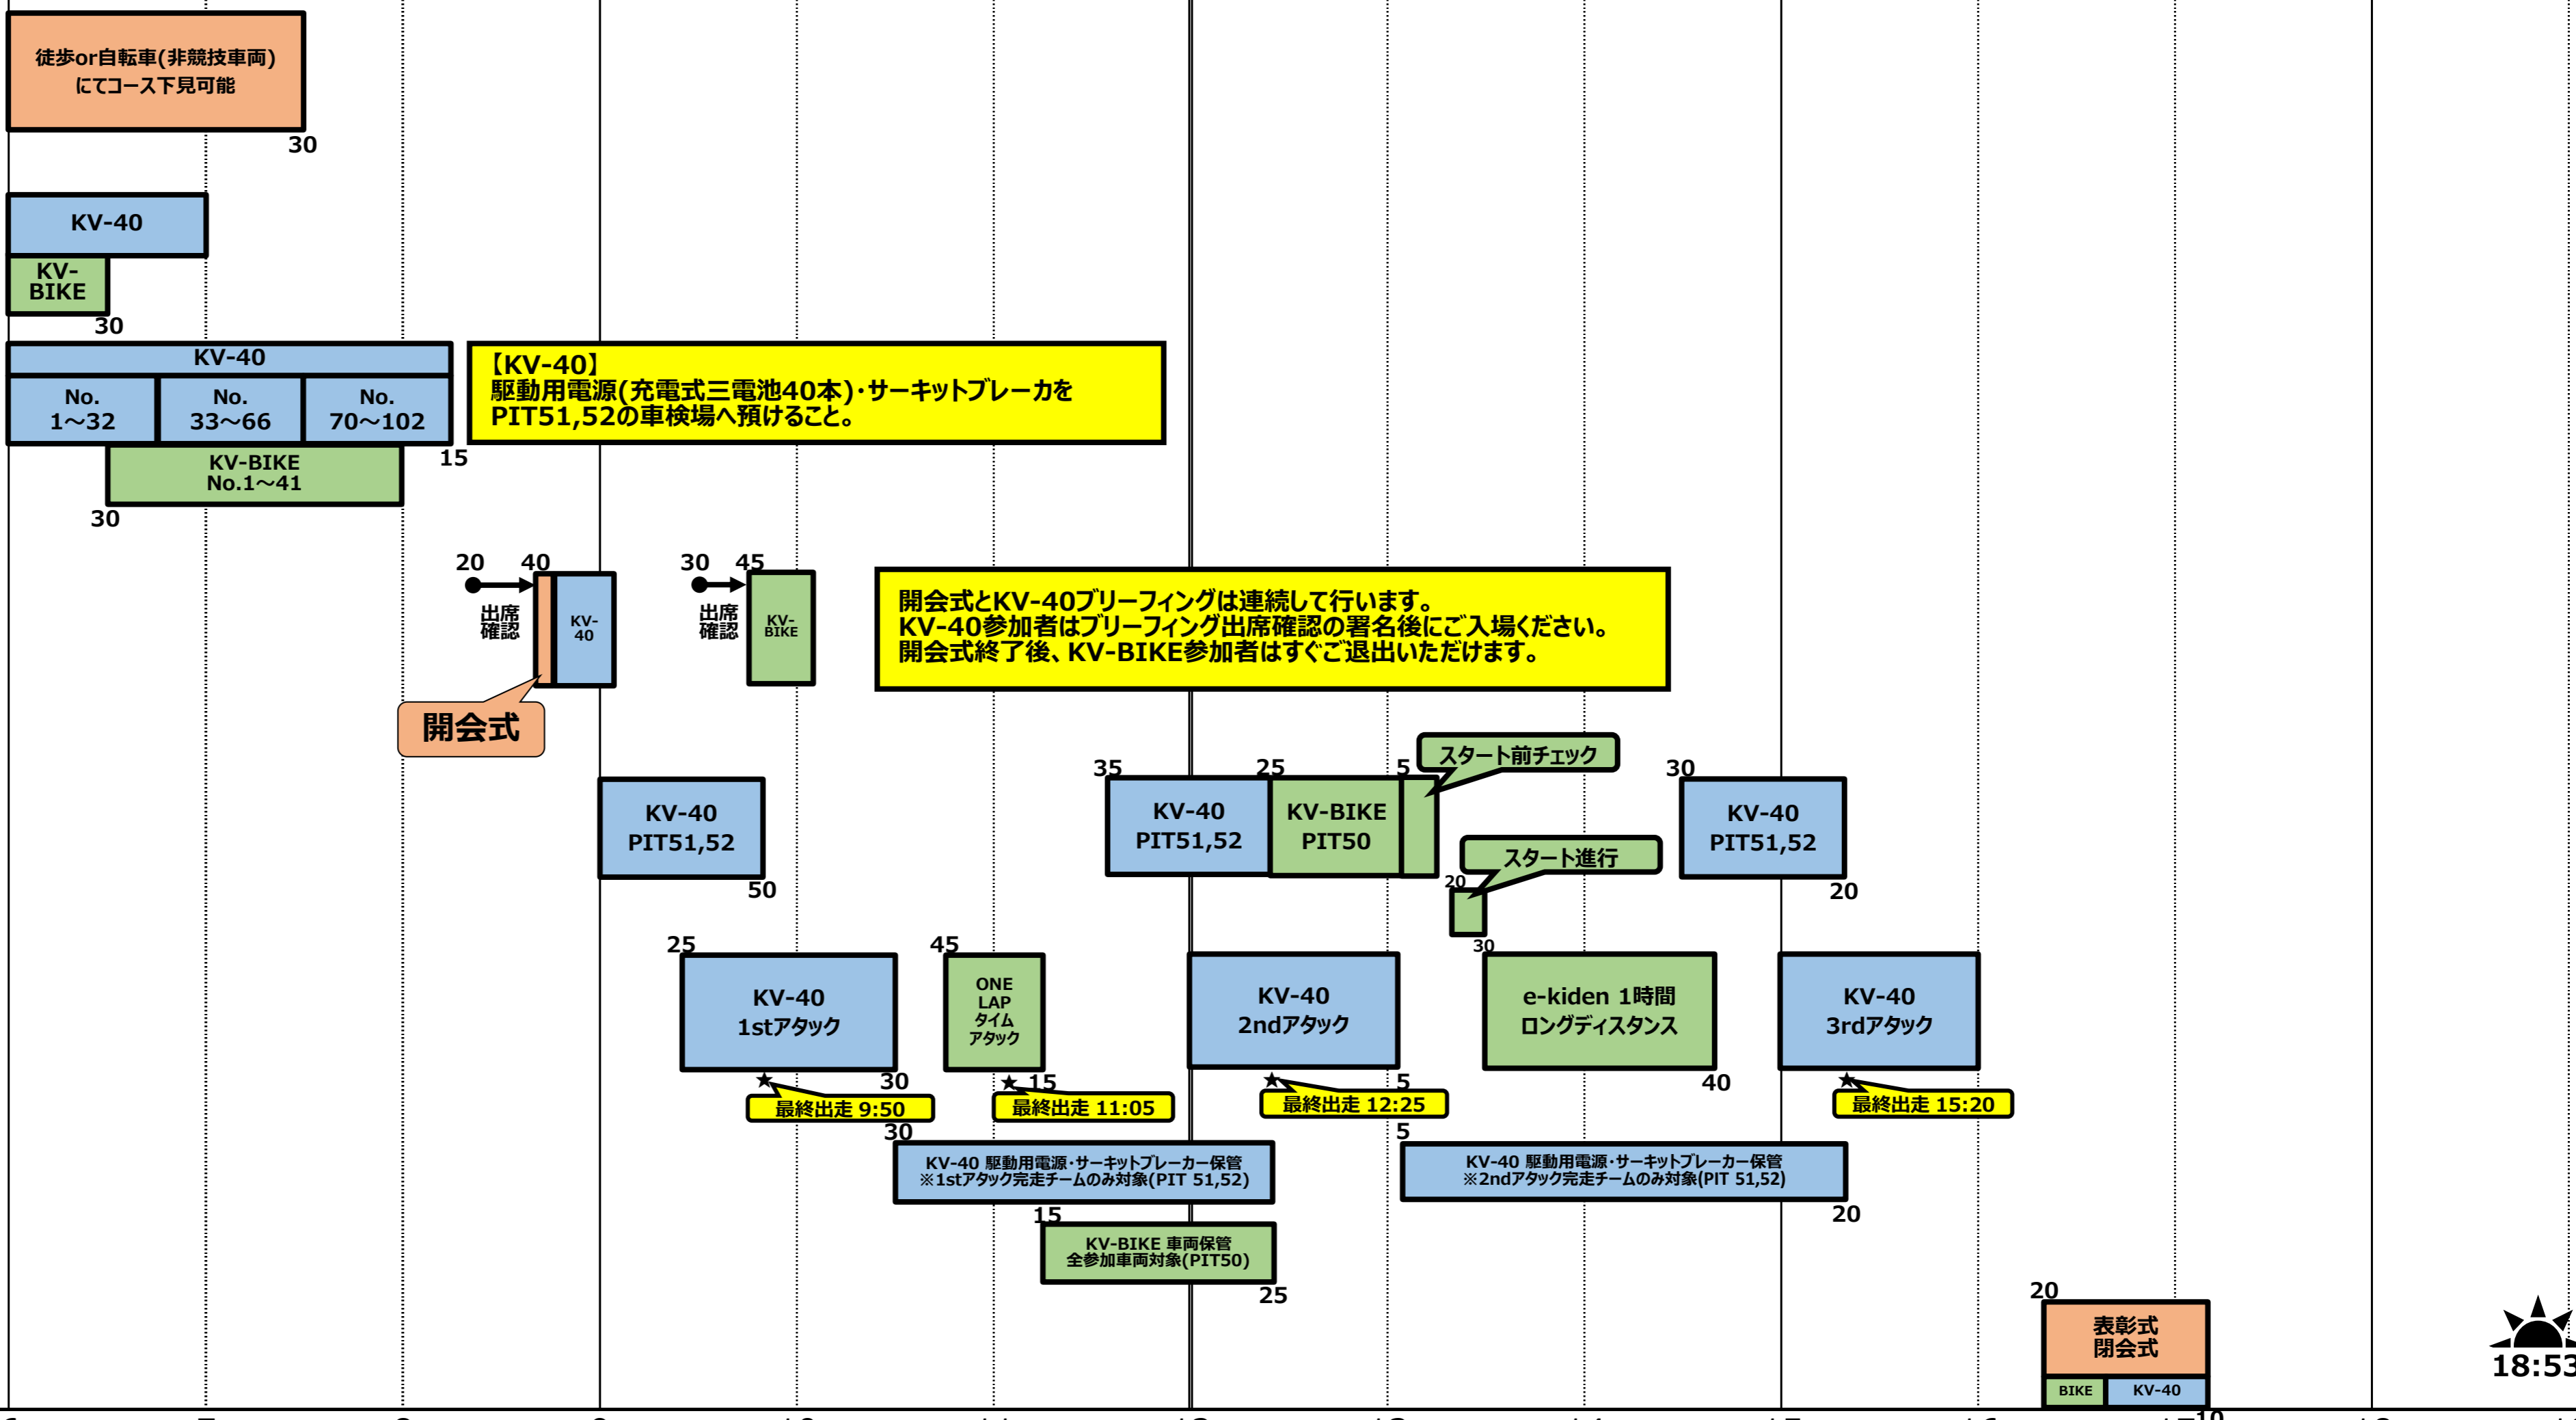 徒歩or自転車(非競技車両)
にてコース下見可能
30
KV-40
KV-
BIKE
30
KV-40
No.
1～32
No.
33～66
No.
70～102
15
KV-BIKE
No.1～41
30
【KV-40】
駆動用電源(充電式三電池40本)･サーキットブレーカを
PIT51,52の車検場へ預けること。
20
40
出席
確認
KV-
40
開会式
30
45
出席
確認
KV-
BIKE
開会式とKV-40ブリーフィングは連続して行います。
KV-40参加者はブリーフィング出席確認の署名後にご入場ください。
開会式終了後、KV-BIKE参加者はすぐご退出いただけます。
KV-40
PIT51,52
50
35
KV-40
PIT51,52
25
KV-BIKE
PIT50
5
スタート前チェック
スタート進行
20
30
30
KV-40
PIT51,52
20
25
KV-40
1stアタック
30
最終出走 9:50
45
ONE
LAP
タイム
アタック
15
最終出走 11:05
KV-40
2ndアタック
5
最終出走 12:25
e-kiden 1時間
ロングディスタンス
40
KV-40
3rdアタック
最終出走 15:20
30
KV-40 駆動用電源･サーキットブレーカー保管
※1stアタック完走チームのみ対象(PIT 51,52)
5
KV-40 駆動用電源･サーキットブレーカー保管
※2ndアタック完走チームのみ対象(PIT 51,52)
20
15
KV-BIKE 車両保管
全参加車両対象(PIT50)
25
20
表彰式
閉会式
BIKE
KV-40
10
18:53